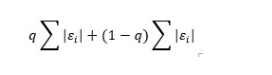 q ∑ |εᵢ| + (1 − q) ∑ |εᵢ|